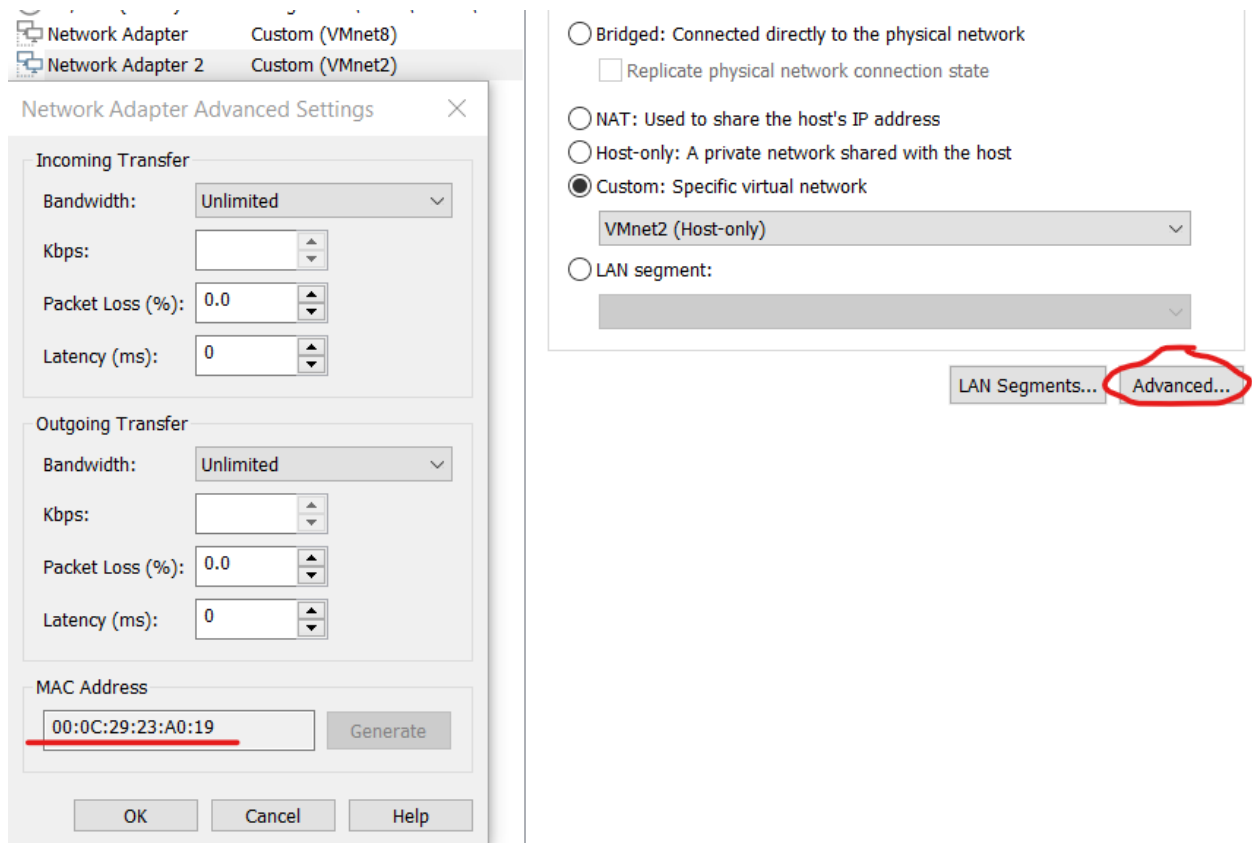 Network Adapter Custom (VMnet8)
Network Adapter 2 Custom (VMnet2)
Network Adapter Advanced Settings
Incoming Transfer
Bandwidth: Unlimited
Kbps:
Packet Loss (%): 0.0
Latency (ms): 0
Outgoing Transfer
Bandwidth: Unlimited
Kbps:
Packet Loss (%): 0.0
Latency (ms): 0
MAC Address
00:0C:29:23:A0:19 Generate
OK Cancel Help
Bridged: Connected directly to the physical network
Replicate physical network connection state
NAT: Used to share the host's IP address
Host-only: A private network shared with the host
Custom: Specific virtual network
VMnet2 (Host-only)
LAN segment:
LAN Segments... Advanced...